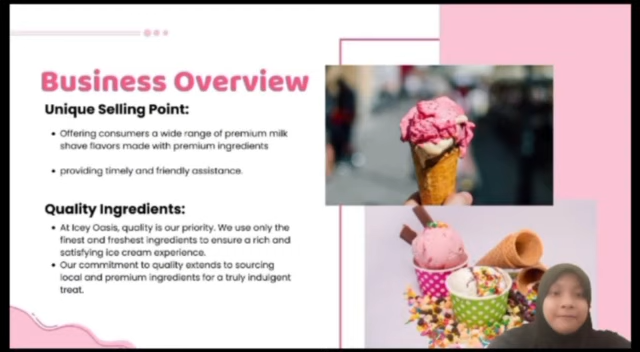 Business Overview
Unique Selling Point:
Offering consumers a wide range of premium milk
shave flavors made with premium ingredients
providing timely and friendly assistance.
Quality Ingredients:
At Icey Oasis, quality is our priority. We use only the
finest and freshest ingredients to ensure a rich and
satisfying ice cream experience.
Our commitment to quality extends to sourcing
local and premium ingredients for a truly indulgent
treat.